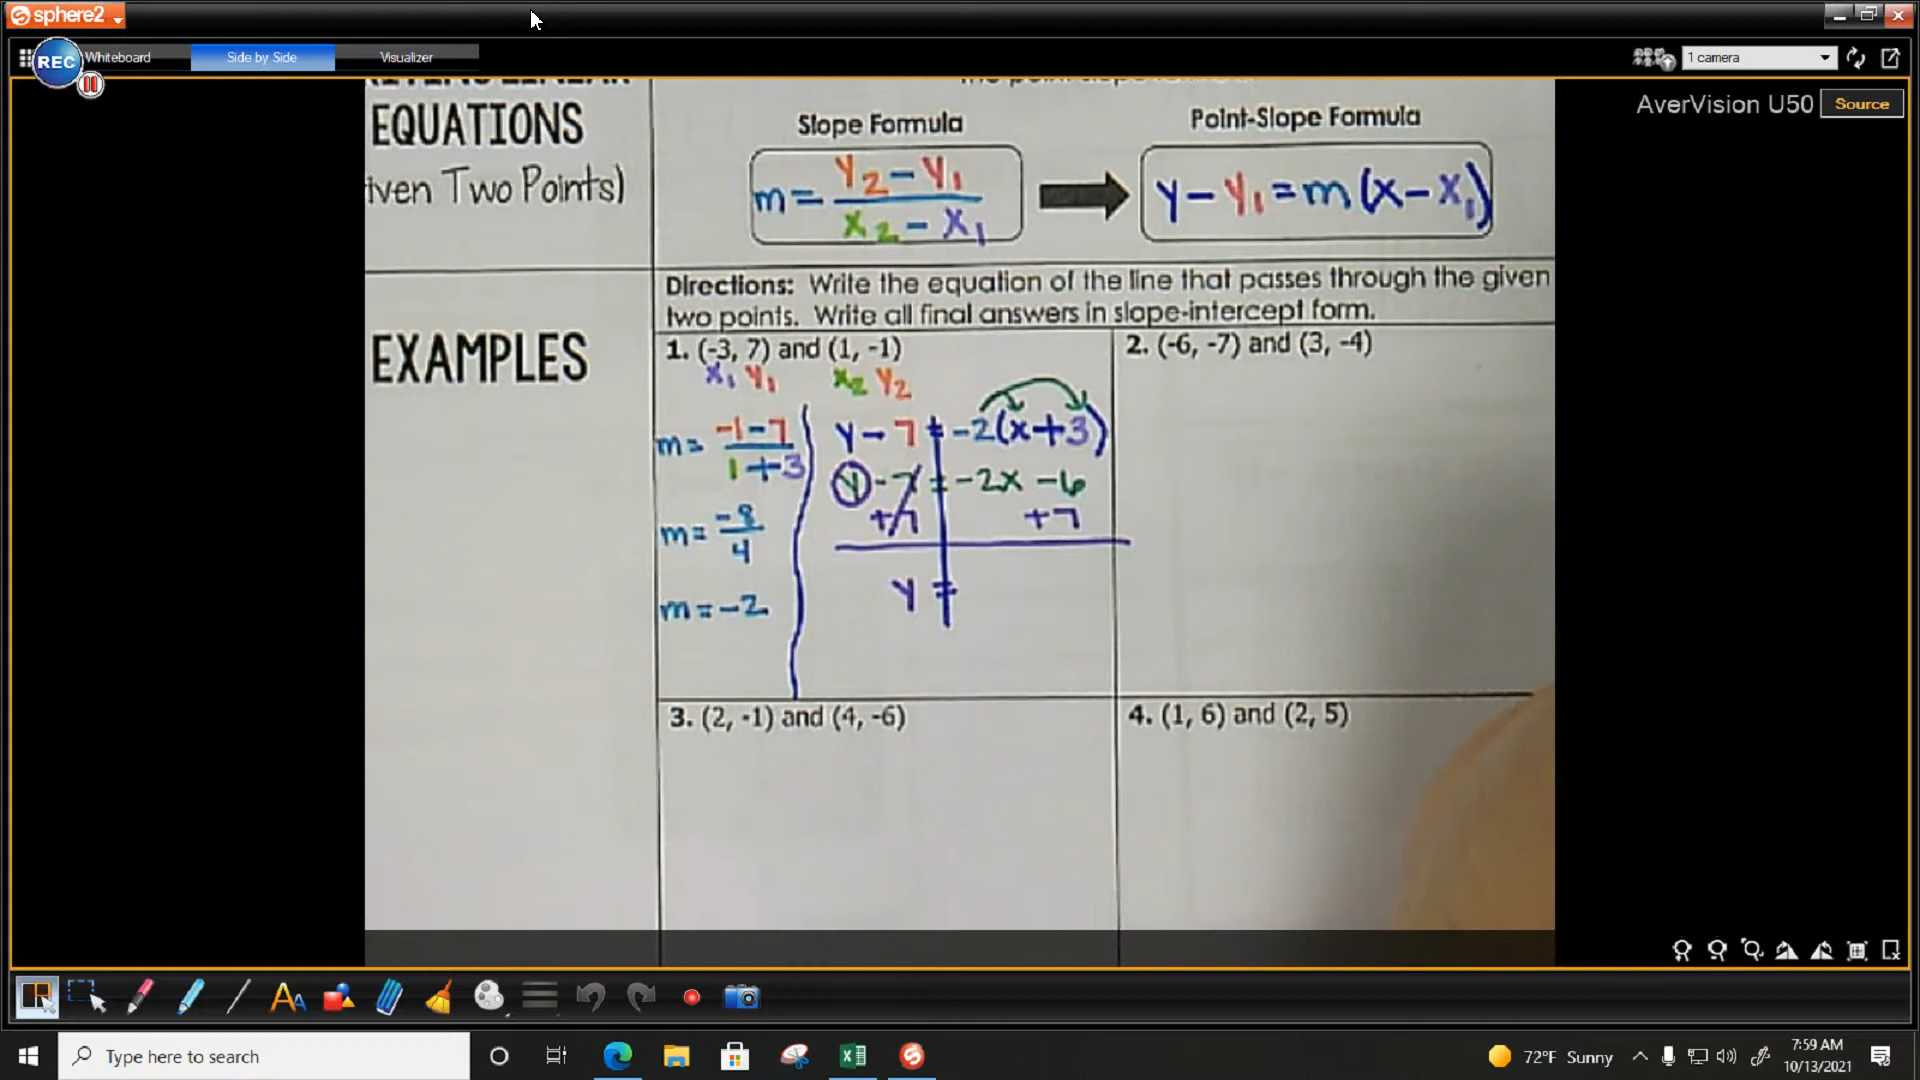 sphere2
REC
Whiteboard
Side by Side
Visualizer
1 camera
AverVision U50
Source
EQUATIONS
iven Two Points)
Slope Formula
m = y₂ - y₁ / x₂ - x₁
Point-Slope Formula
y - y₁ = m(x - x₁)
Directions: Write the equation of the line that passes through the given
two points. Write all final answers in slope-intercept form.
EXAMPLES
1. (-3, 7) and (1, -1)
x₁ y₁ x₂ y₂
m = -1 - 7 / 1 + 3
m = -8 / 4
m = -2
y - 7 = -2(x + 3)
y - 7 = -2x - 6
+7 +7
y =
2. (-6, -7) and (3, -4)
3. (2, -1) and (4, -6)
4. (1, 6) and (2, 5)
Type here to search
72°F Sunny
7:59 AM
10/13/2021